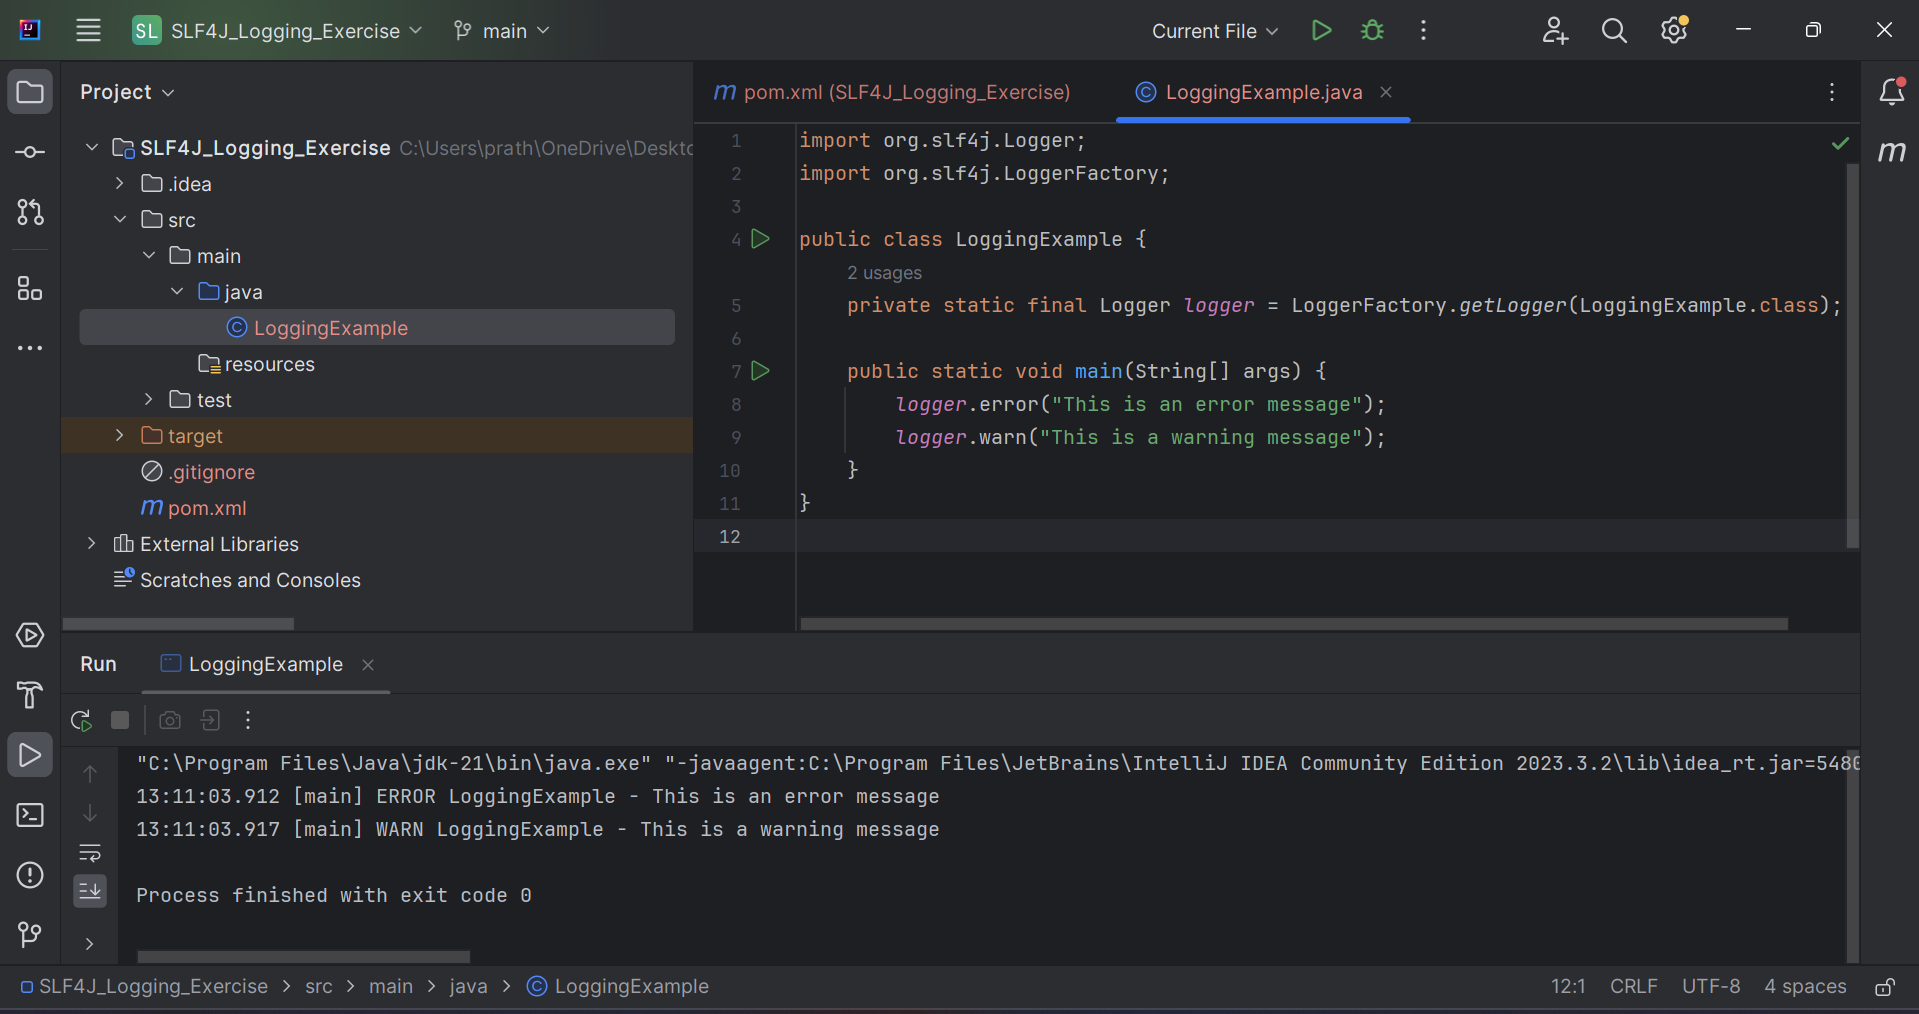 SL SLF4J_Logging_Exercise main Current File
Project
SLF4J_Logging_Exercise C:\Users\prath\OneDrive\Deskto
.idea
src
main
java
LoggingExample
resources
test
target
.gitignore
m pom.xml
External Libraries
Scratches and Consoles
m pom.xml (SLF4J_Logging_Exercise) C LoggingExample.java
1 import org.slf4j.Logger;
2 import org.slf4j.LoggerFactory;
3
4 public class LoggingExample {
2 usages
5 private static final Logger logger = LoggerFactory.getLogger(LoggingExample.class);
6
7 public static void main(String[] args) {
8 logger.error("This is an error message");
9 logger.warn("This is a warning message");
10 }
11 }
12
m
Run LoggingExample
"C:\Program Files\Java\jdk-21\bin\java.exe" "-javaagent:C:\Program Files\JetBrains\IntelliJ IDEA Community Edition 2023.3.2\lib\idea_rt.jar=5480
13:11:03.912 [main] ERROR LoggingExample - This is an error message
13:11:03.917 [main] WARN LoggingExample - This is a warning message
Process finished with exit code 0
SLF4J_Logging_Exercise > src > main > java > C LoggingExample 12:1 CRLF UTF-8 4 spaces